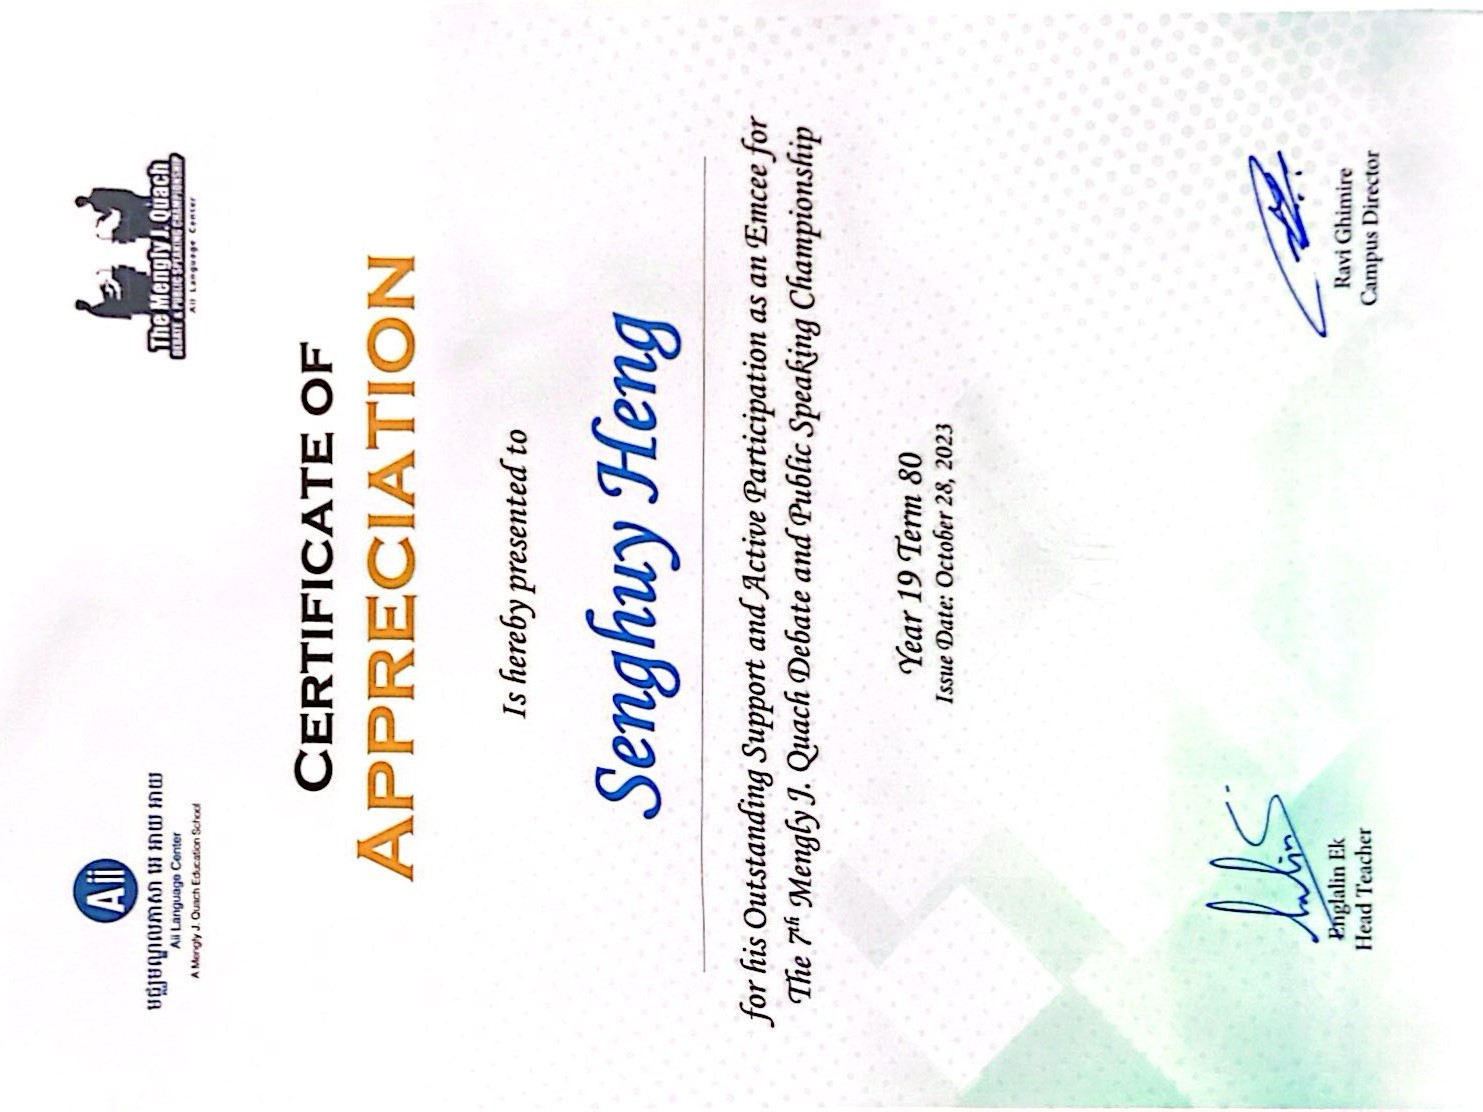 Aii
មជ្ឈមណ្ឌលភាសា អេ អាយ អាយ
Aii Language Center
A Mengly J. Quach Education School
The Mengly J. Quach
DEBATE & PUBLIC SPEAKING CHAMPIONSHIP
Aii Language Center
CERTIFICATE OF
APPRECIATION
Is hereby presented to
Senghuy Heng
for his Outstanding Support and Active Participation as an Emcee for
The 7th Mengly J. Quach Debate and Public Speaking Championship
Year 19 Term 80
Issue Date: October 28, 2023
Englalin Ek
Head Teacher
Ravi Ghimire
Campus Director